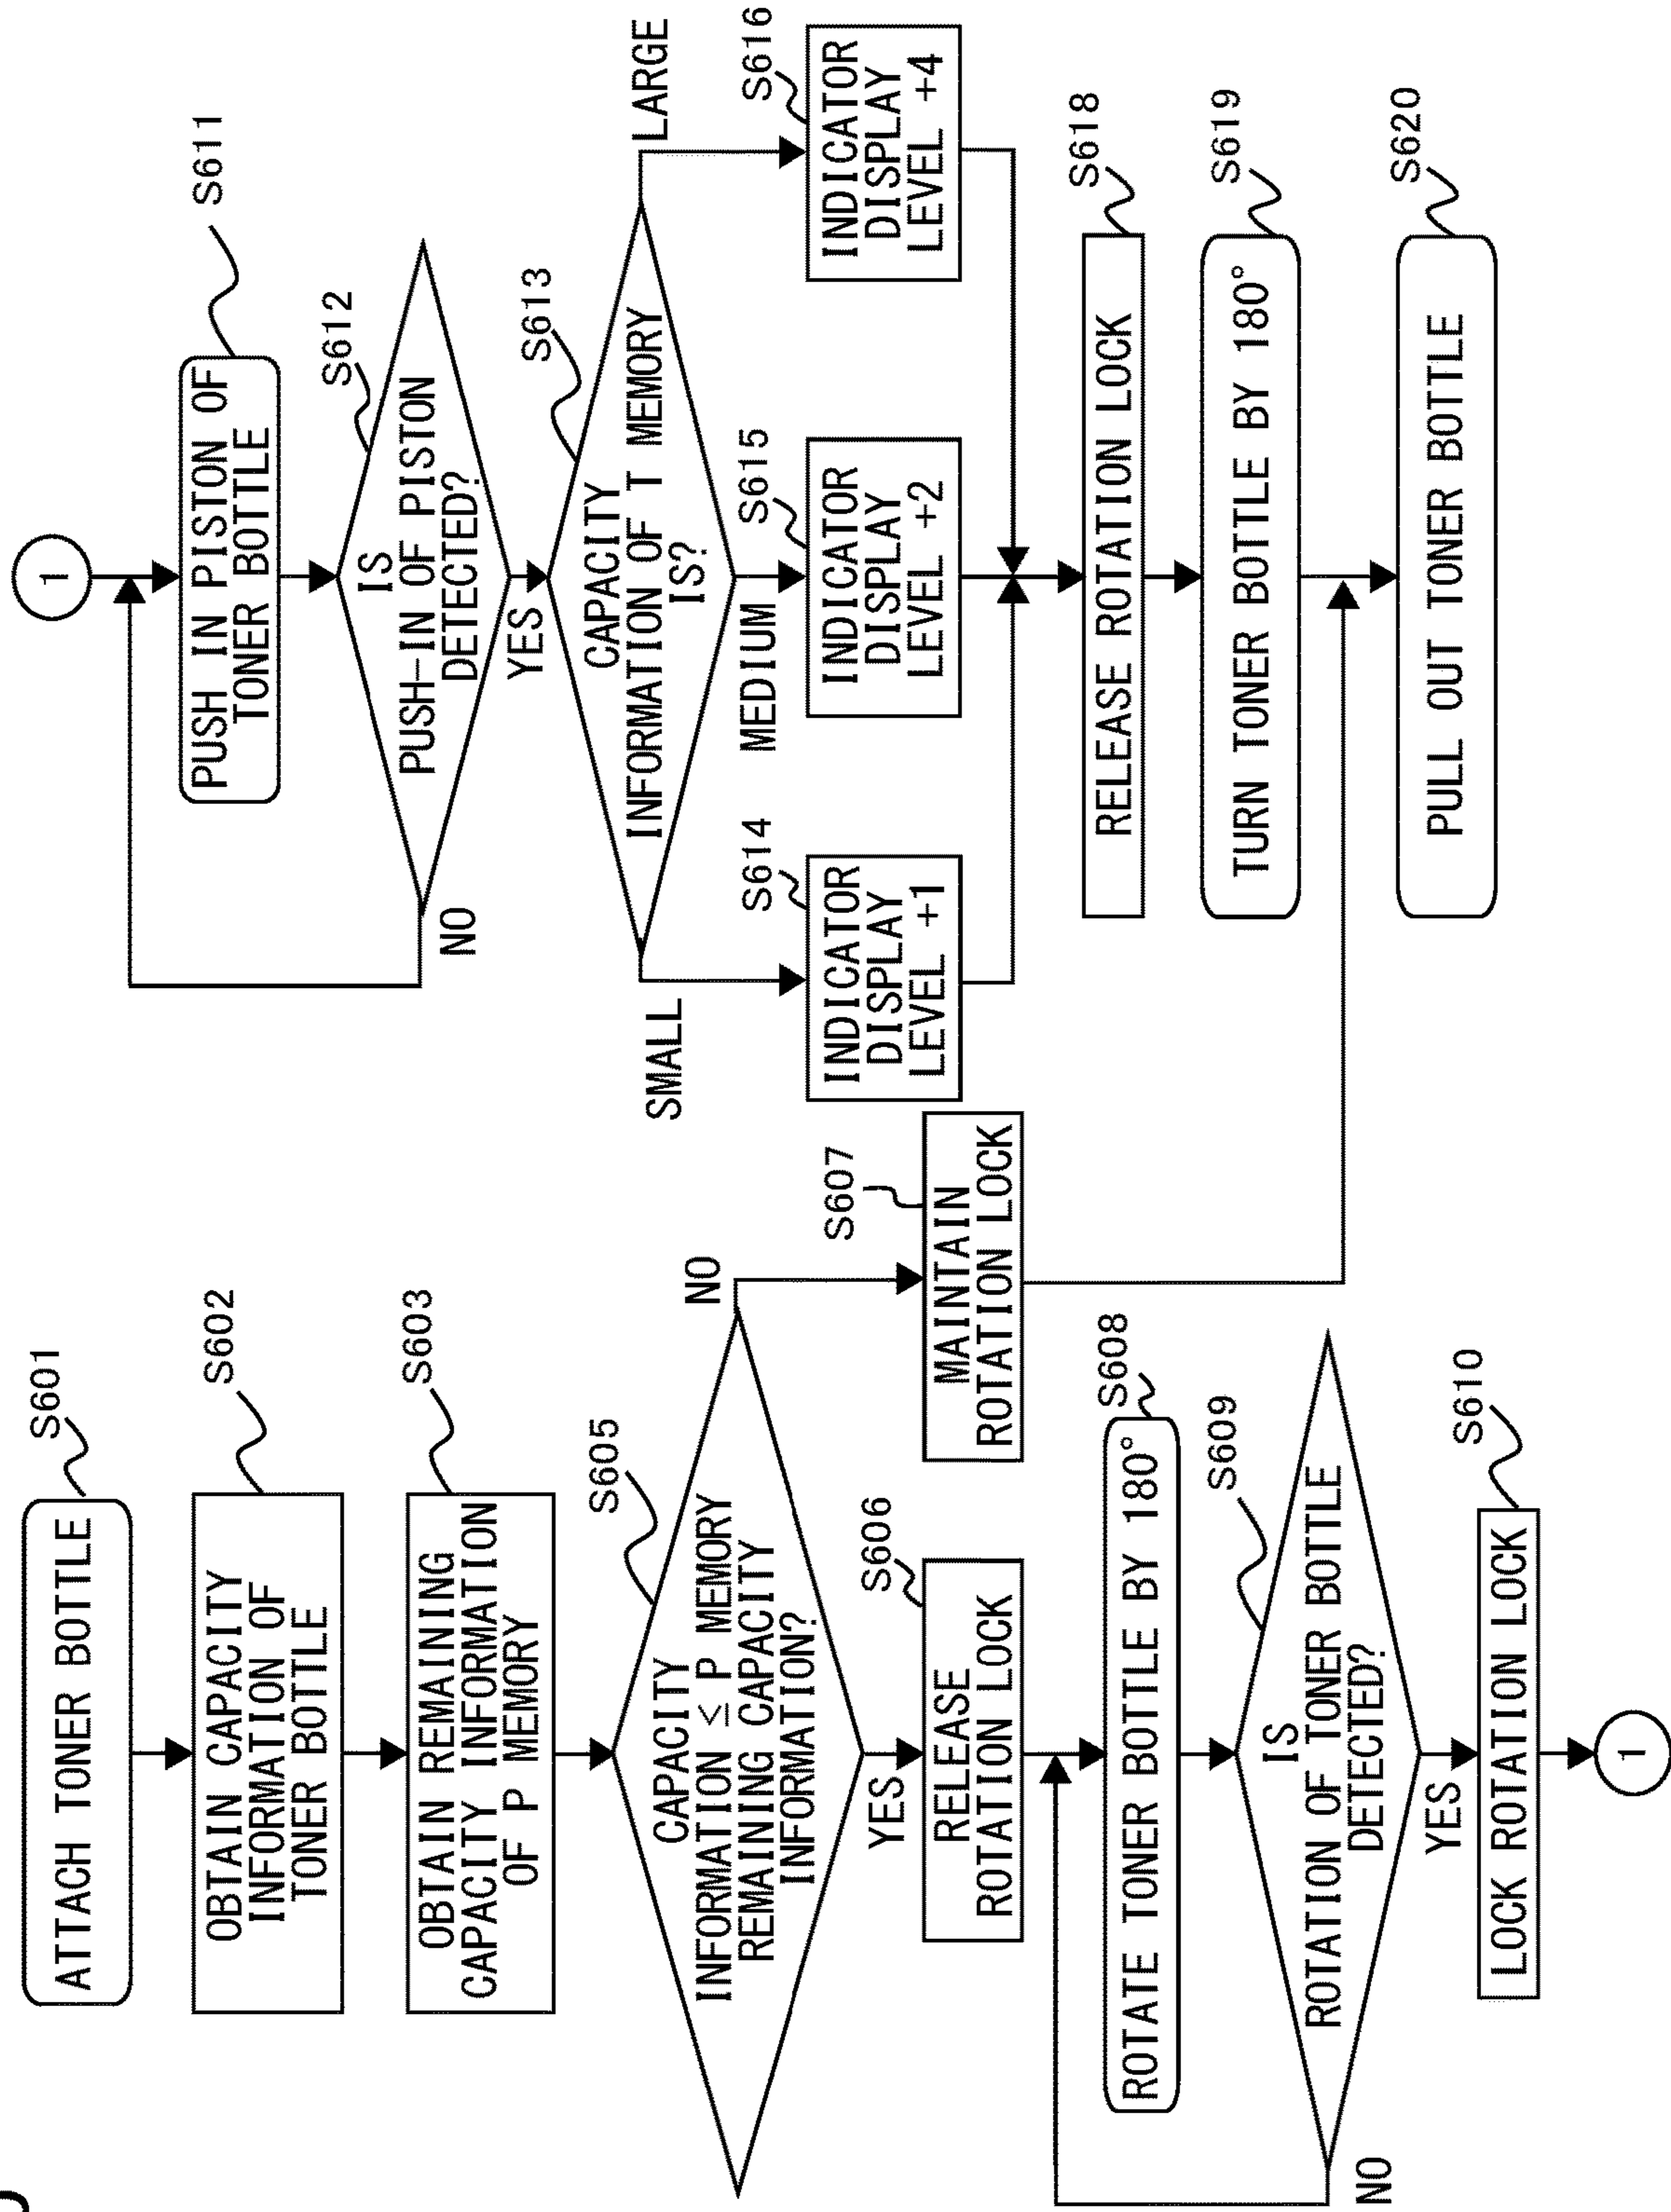 S601
ATTACH TONER BOTTLE
S602
OBTAIN CAPACITY
INFORMATION OF
TONER BOTTLE
S603
OBTAIN REMAINING
CAPACITY INFORMATION
OF P MEMORY
S605
CAPACITY
INFORMATION ≤ P MEMORY
REMAINING CAPACITY
INFORMATION?
NO
YES
S606
RELEASE
ROTATION LOCK
S607
MAINTAIN
ROTATION LOCK
S608
ROTATE TONER BOTTLE BY 180°
S609
IS
ROTATION OF TONER BOTTLE
DETECTED?
NO
YES
S610
LOCK ROTATION LOCK
1
1
S611
PUSH IN PISTON OF
TONER BOTTLE
S612
IS
PUSH-IN OF PISTON
DETECTED?
NO
YES
S613
CAPACITY
INFORMATION OF T MEMORY
IS?
SMALL
MEDIUM
LARGE
S614
INDICATOR
DISPLAY
LEVEL +1
S615
INDICATOR
DISPLAY
LEVEL +2
S616
INDICATOR
DISPLAY
LEVEL +4
S618
RELEASE ROTATION LOCK
S619
TURN TONER BOTTLE BY 180°
S620
PULL OUT TONER BOTTLE